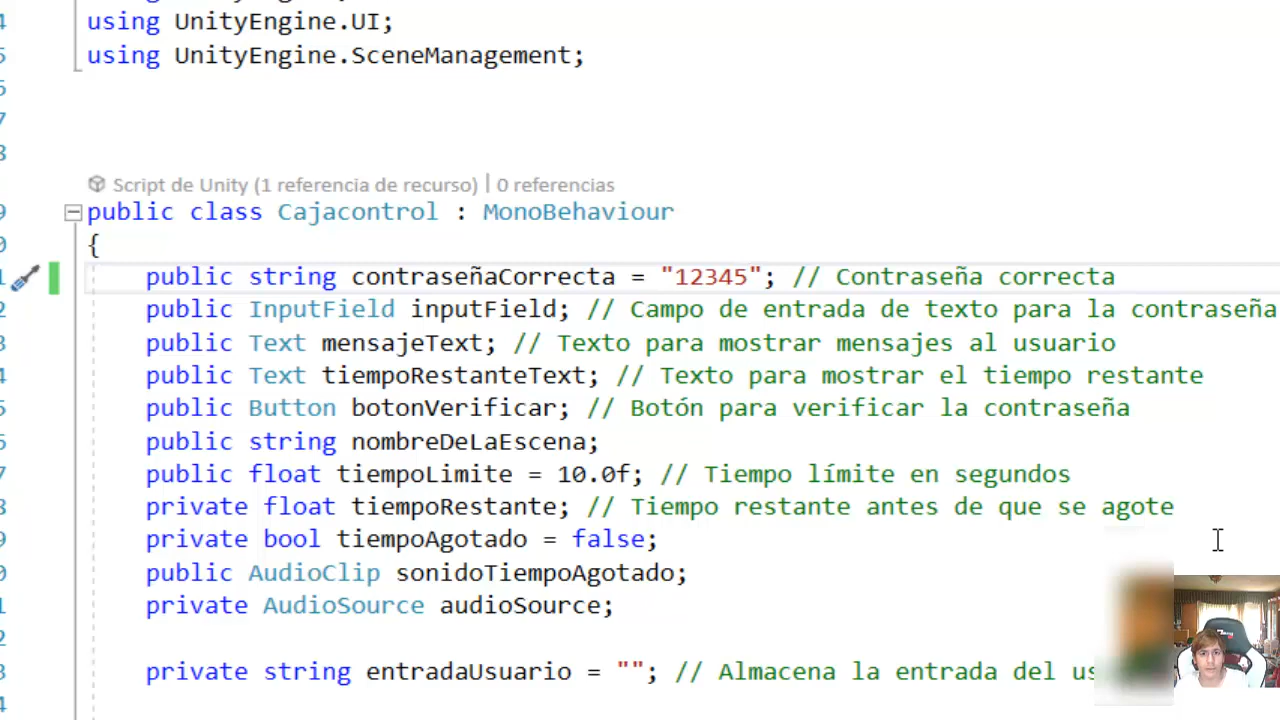 using UnityEngine.UI;
using UnityEngine.SceneManagement;
Script de Unity (1 referencia de recurso) | 0 referencias
public class Cajacontrol : MonoBehaviour
{
public string contraseñaCorrecta = "12345"; // Contraseña correcta
public InputField inputField; // Campo de entrada de texto para la contraseña
public Text mensajeText; // Texto para mostrar mensajes al usuario
public Text tiempoRestanteText; // Texto para mostrar el tiempo restante
public Button botonVerificar; // Botón para verificar la contraseña
public string nombreDeLaEscena;
public float tiempoLimite = 10.0f; // Tiempo límite en segundos
private float tiempoRestante; // Tiempo restante antes de que se agote
private bool tiempoAgotado = false;
public AudioClip sonidoTiempoAgotado;
private AudioSource audioSource;
private string entradaUsuario = ""; // Almacena la entrada del